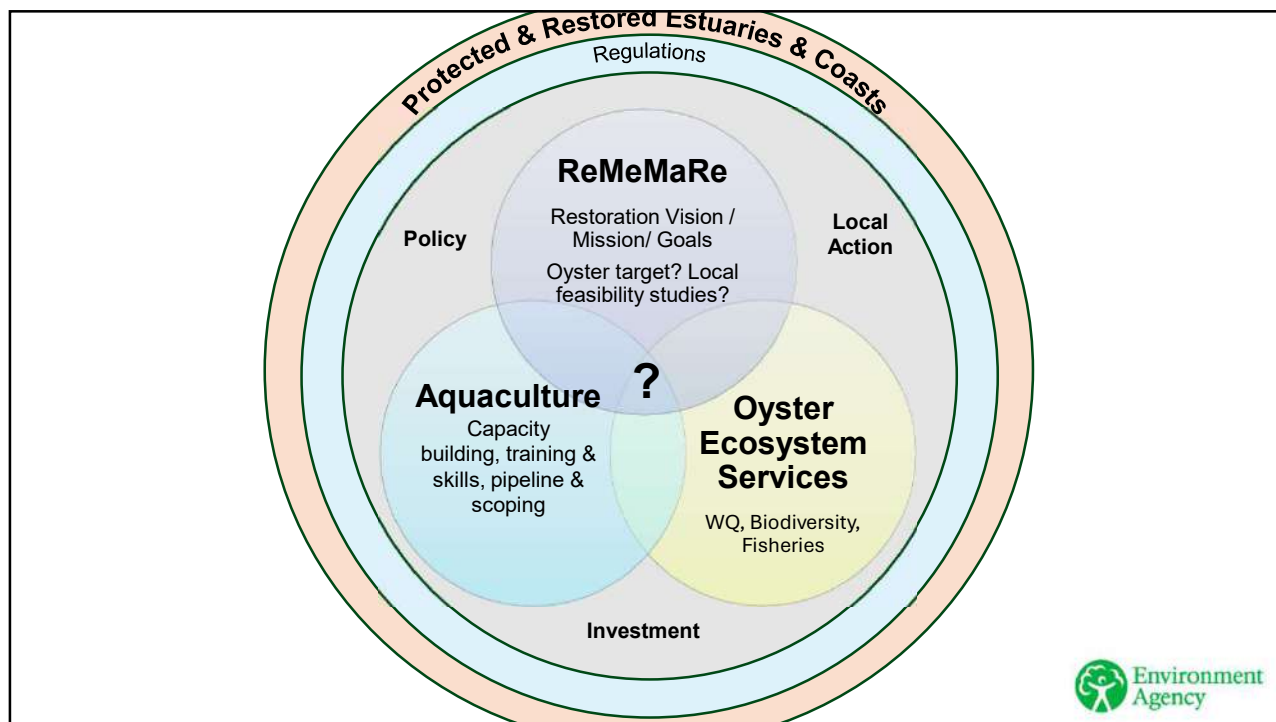 Protected & Restored Estuaries & Coasts
Regulations
ReMeMaRe
Restoration Vision /
Mission/ Goals
Oyster target? Local
feasibility studies?
Policy
Local
Action
?
Aquaculture
Capacity
building, training &
skills, pipeline &
scoping
Oyster
Ecosystem
Services
WQ, Biodiversity,
Fisheries
Investment
Environment
Agency